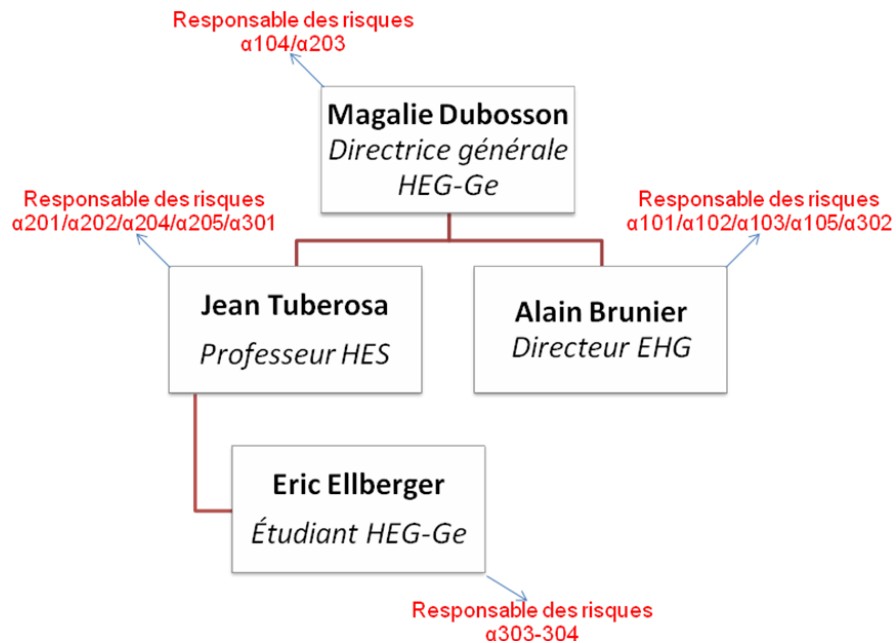 Responsable des risques
α104/α203
Magalie Dubosson
Directrice générale
HEG-Ge
Responsable des risques
α201/α202/α204/α205/α301
Responsable des risques
α101/α102/α103/α105/α302
Jean Tuberosa
Professeur HES
Alain Brunier
Directeur EHG
Eric Ellberger
Étudiant HEG-Ge
Responsable des risques
α303-304